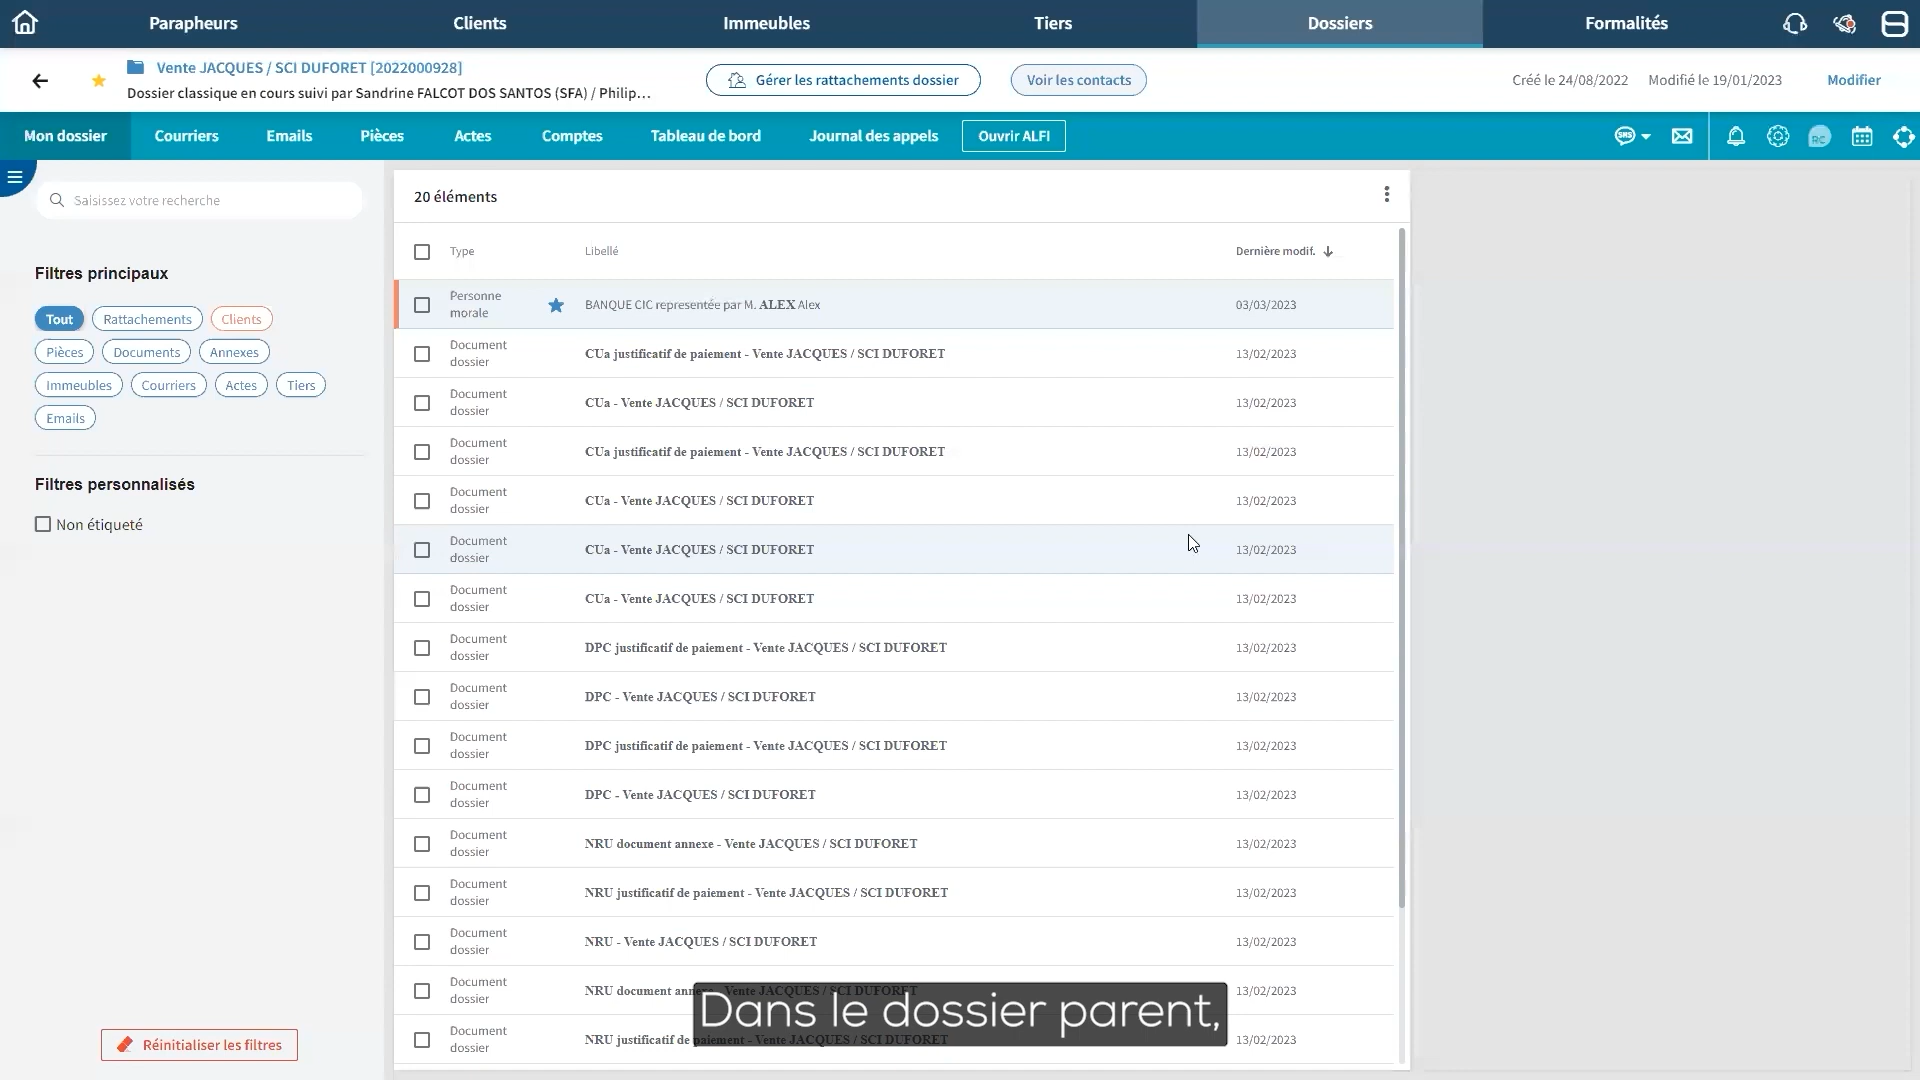 Parapheurs
Clients
Immeubles
Tiers
Dossiers
Formalités
Vente JACQUES / SCI DUFORET [2022000928]
Dossier classique en cours suivi par Sandrine FALCOT DOS SANTOS (SFA) / Philip...
Gérer les rattachements dossier
Voir les contacts
Créé le 24/08/2022
Modifié le 19/01/2023
Modifier
Mon dossier
Courriers
Emails
Pièces
Actes
Comptes
Tableau de bord
Journal des appels
Ouvrir ALFI
SMS
RC
Saisissez votre recherche
Filtres principaux
Tout
Rattachements
Clients
Pièces
Documents
Annexes
Immeubles
Courriers
Actes
Tiers
Emails
Filtres personnalisés
Non étiqueté
Réinitialiser les filtres
20 éléments
Type
Libellé
Dernière modif.
Personne
morale
BANQUE CIC representée par M. ALEX Alex
03/03/2023
Document
dossier
CUa justificatif de paiement - Vente JACQUES / SCI DUFORET
13/02/2023
Document
dossier
CUa - Vente JACQUES / SCI DUFORET
13/02/2023
Document
dossier
CUa justificatif de paiement - Vente JACQUES / SCI DUFORET
13/02/2023
Document
dossier
CUa - Vente JACQUES / SCI DUFORET
13/02/2023
Document
dossier
CUa - Vente JACQUES / SCI DUFORET
13/02/2023
Document
dossier
CUa - Vente JACQUES / SCI DUFORET
13/02/2023
Document
dossier
DPC justificatif de paiement - Vente JACQUES / SCI DUFORET
13/02/2023
Document
dossier
DPC - Vente JACQUES / SCI DUFORET
13/02/2023
Document
dossier
DPC justificatif de paiement - Vente JACQUES / SCI DUFORET
13/02/2023
Document
dossier
DPC - Vente JACQUES / SCI DUFORET
13/02/2023
Document
dossier
NRU document annexe - Vente JACQUES / SCI DUFORET
13/02/2023
Document
dossier
NRU justificatif de paiement - Vente JACQUES / SCI DUFORET
13/02/2023
Document
dossier
NRU - Vente JACQUES / SCI DUFORET
13/02/2023
Document
dossier
NRU document annexe - Vente JACQUES / SCI DUFORET
13/02/2023
Document
dossier
NRU justificatif de paiement - Vente JACQUES / SCI DUFORET
13/02/2023
Dans le dossier parent,